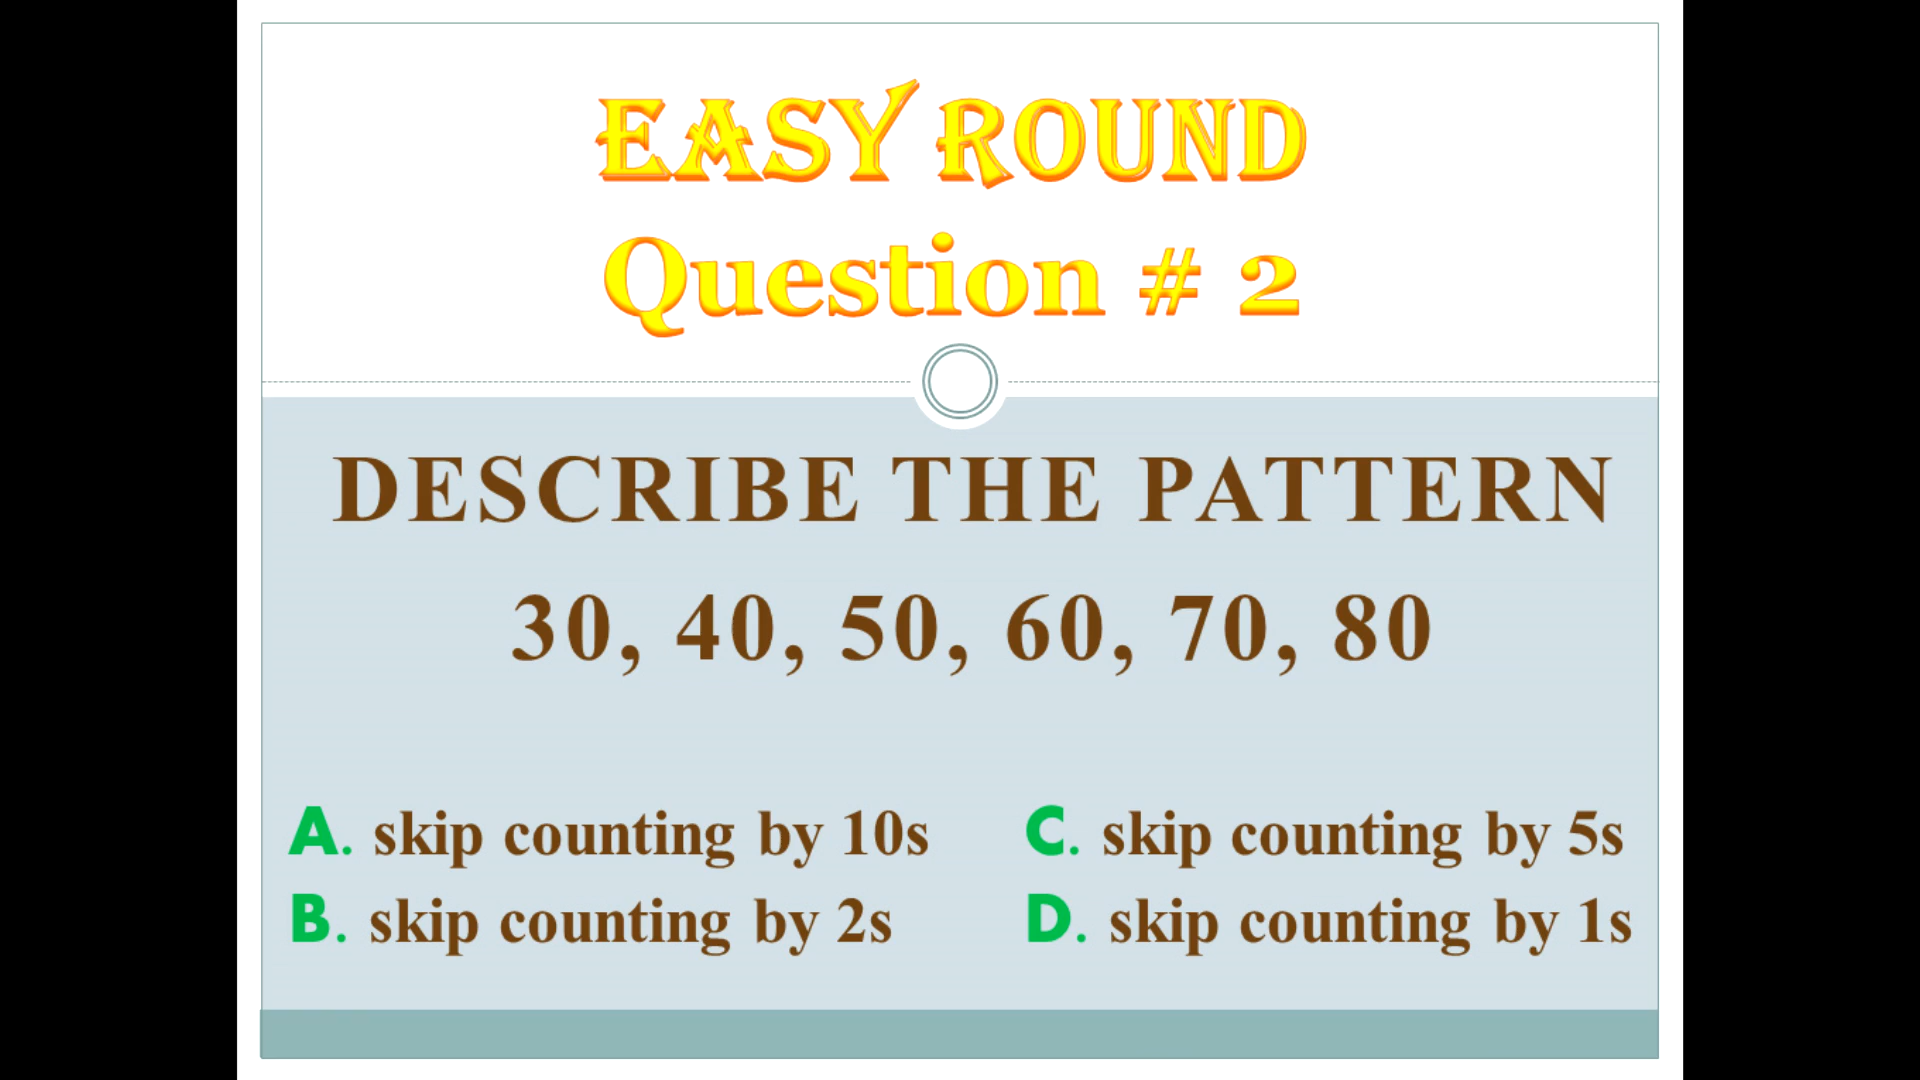 EASY ROUND
Question # 2
DESCRIBE THE PATTERN
30, 40, 50, 60, 70, 80
A. skip counting by 10s
B. skip counting by 2s
C. skip counting by 5s
D. skip counting by 1s